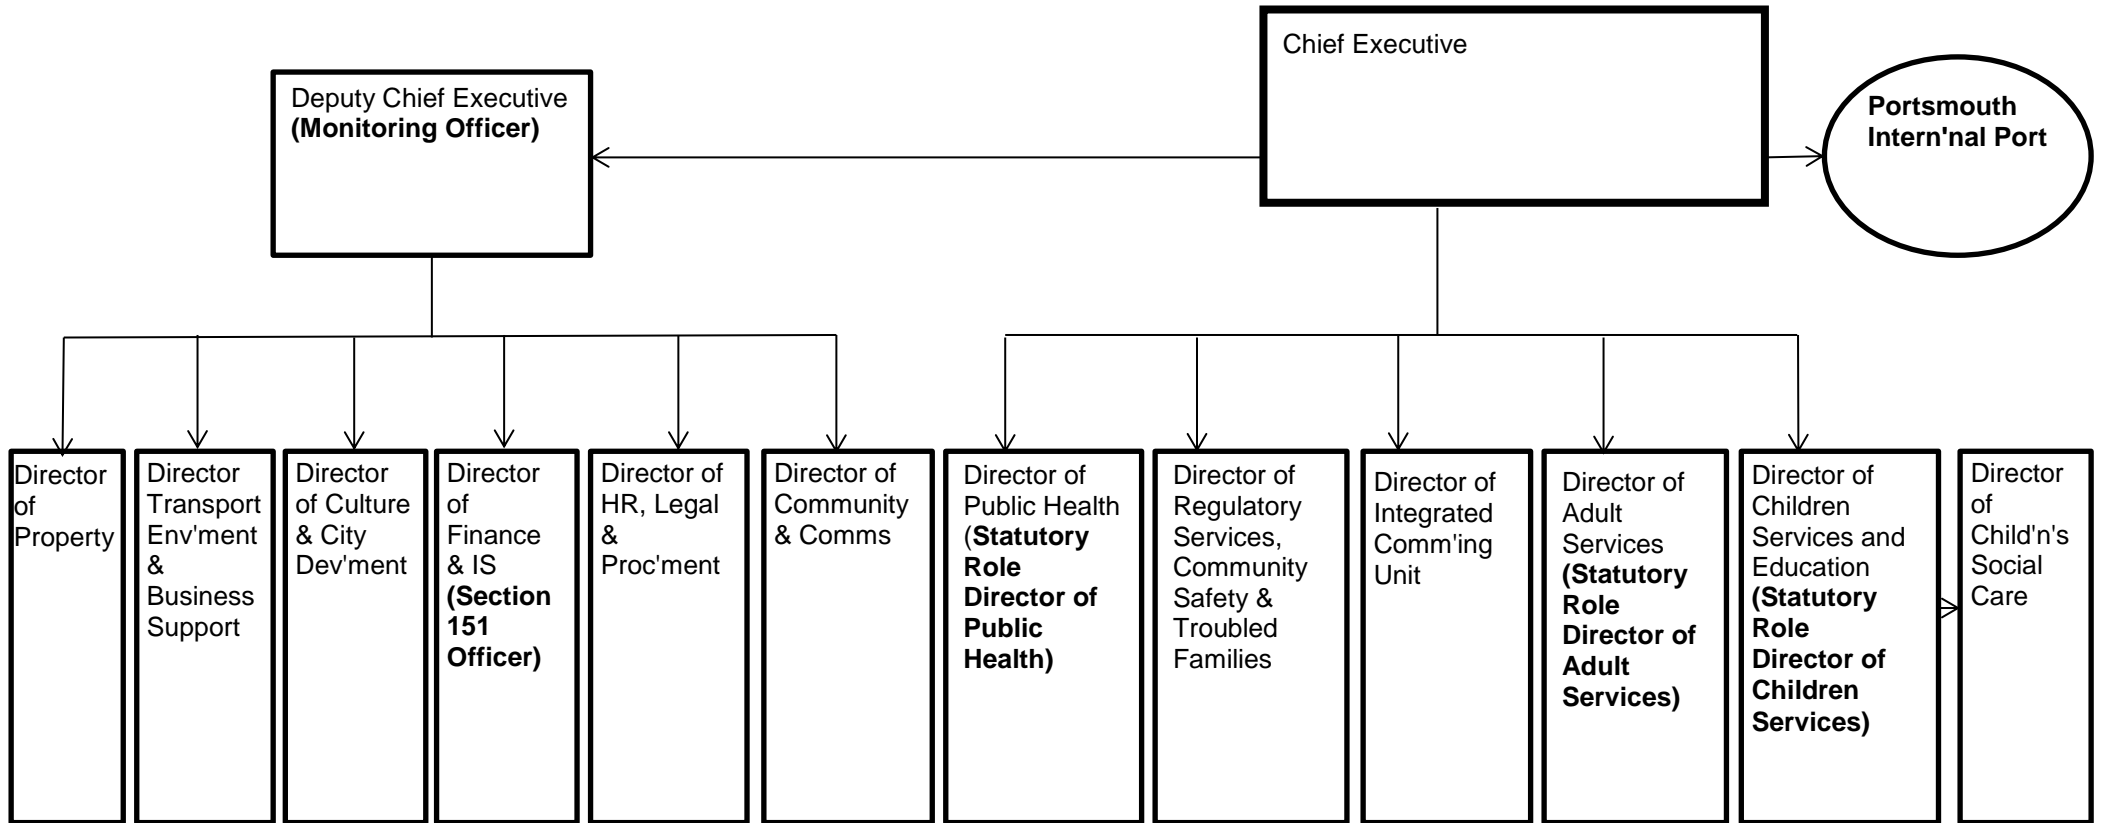 Chief Executive
Deputy Chief Executive
(Monitoring Officer)
Portsmouth
Intern'nal Port
Director
of
Property
Director
Transport
Env'ment
&
Business
Support
Director
of Culture
& City
Dev'ment
Director
of
Finance
& IS
(Section
151
Officer)
Director of
HR, Legal
&
Proc'ment
Director of
Community
& Comms
Director of
Public Health
(Statutory
Role
Director of
Public
Health)
Director of
Regulatory
Services,
Community
Safety &
Troubled
Families
Director of
Integrated
Comm'ing
Unit
Director of
Adult
Services
(Statutory
Role
Director of
Adult
Services)
Director of
Children
Services and
Education
(Statutory
Role
Director of
Children
Services)
Director
of
Child'n's
Social
Care